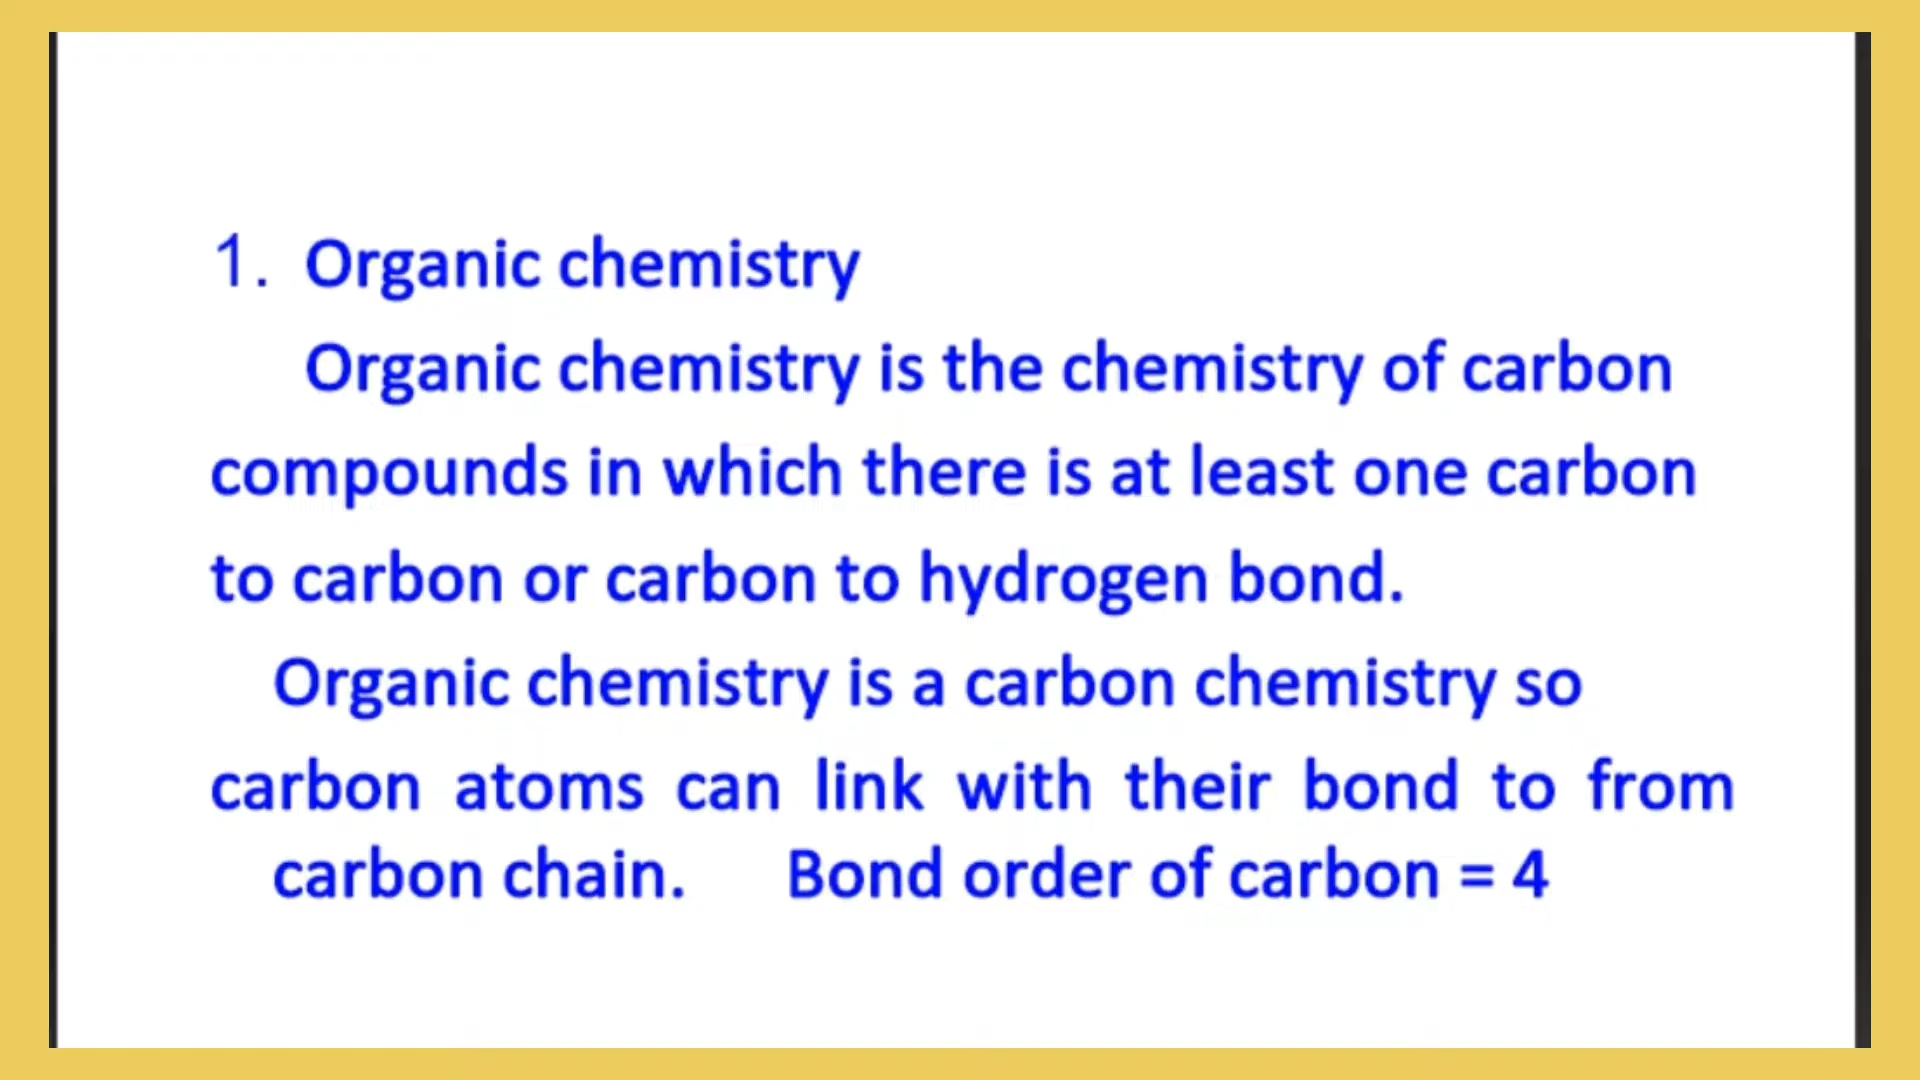 1. Organic chemistry
Organic chemistry is the chemistry of carbon
compounds in which there is at least one carbon
to carbon or carbon to hydrogen bond.
Organic chemistry is a carbon chemistry so
carbon atoms can link with their bond to from
carbon chain. Bond order of carbon = 4